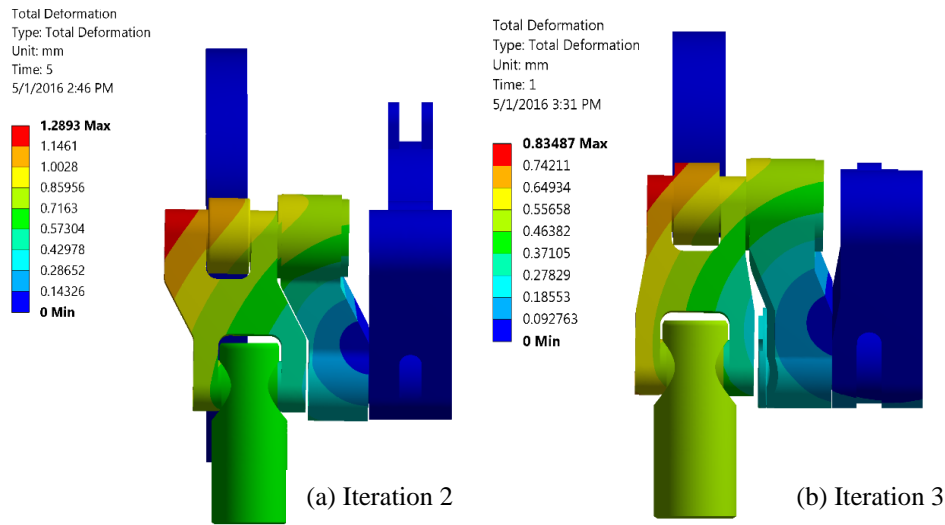 Total Deformation
Type: Total Deformation
Unit: mm
Time: 5
5/1/2016 2:46 PM
1.2893 Max
1.1461
1.0028
0.85956
0.7163
0.57304
0.42978
0.28652
0.14326
0 Min
(a) Iteration 2
Total Deformation
Type: Total Deformation
Unit: mm
Time: 1
5/1/2016 3:31 PM
0.83487 Max
0.74211
0.64934
0.55658
0.46382
0.37105
0.27829
0.18553
0.092763
0 Min
(b) Iteration 3